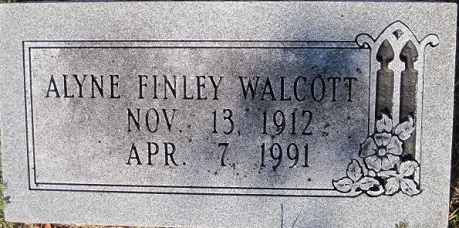 ALYNE FINLEY WALCOTT
NOV. 13, 1912
APR. 7, 1991